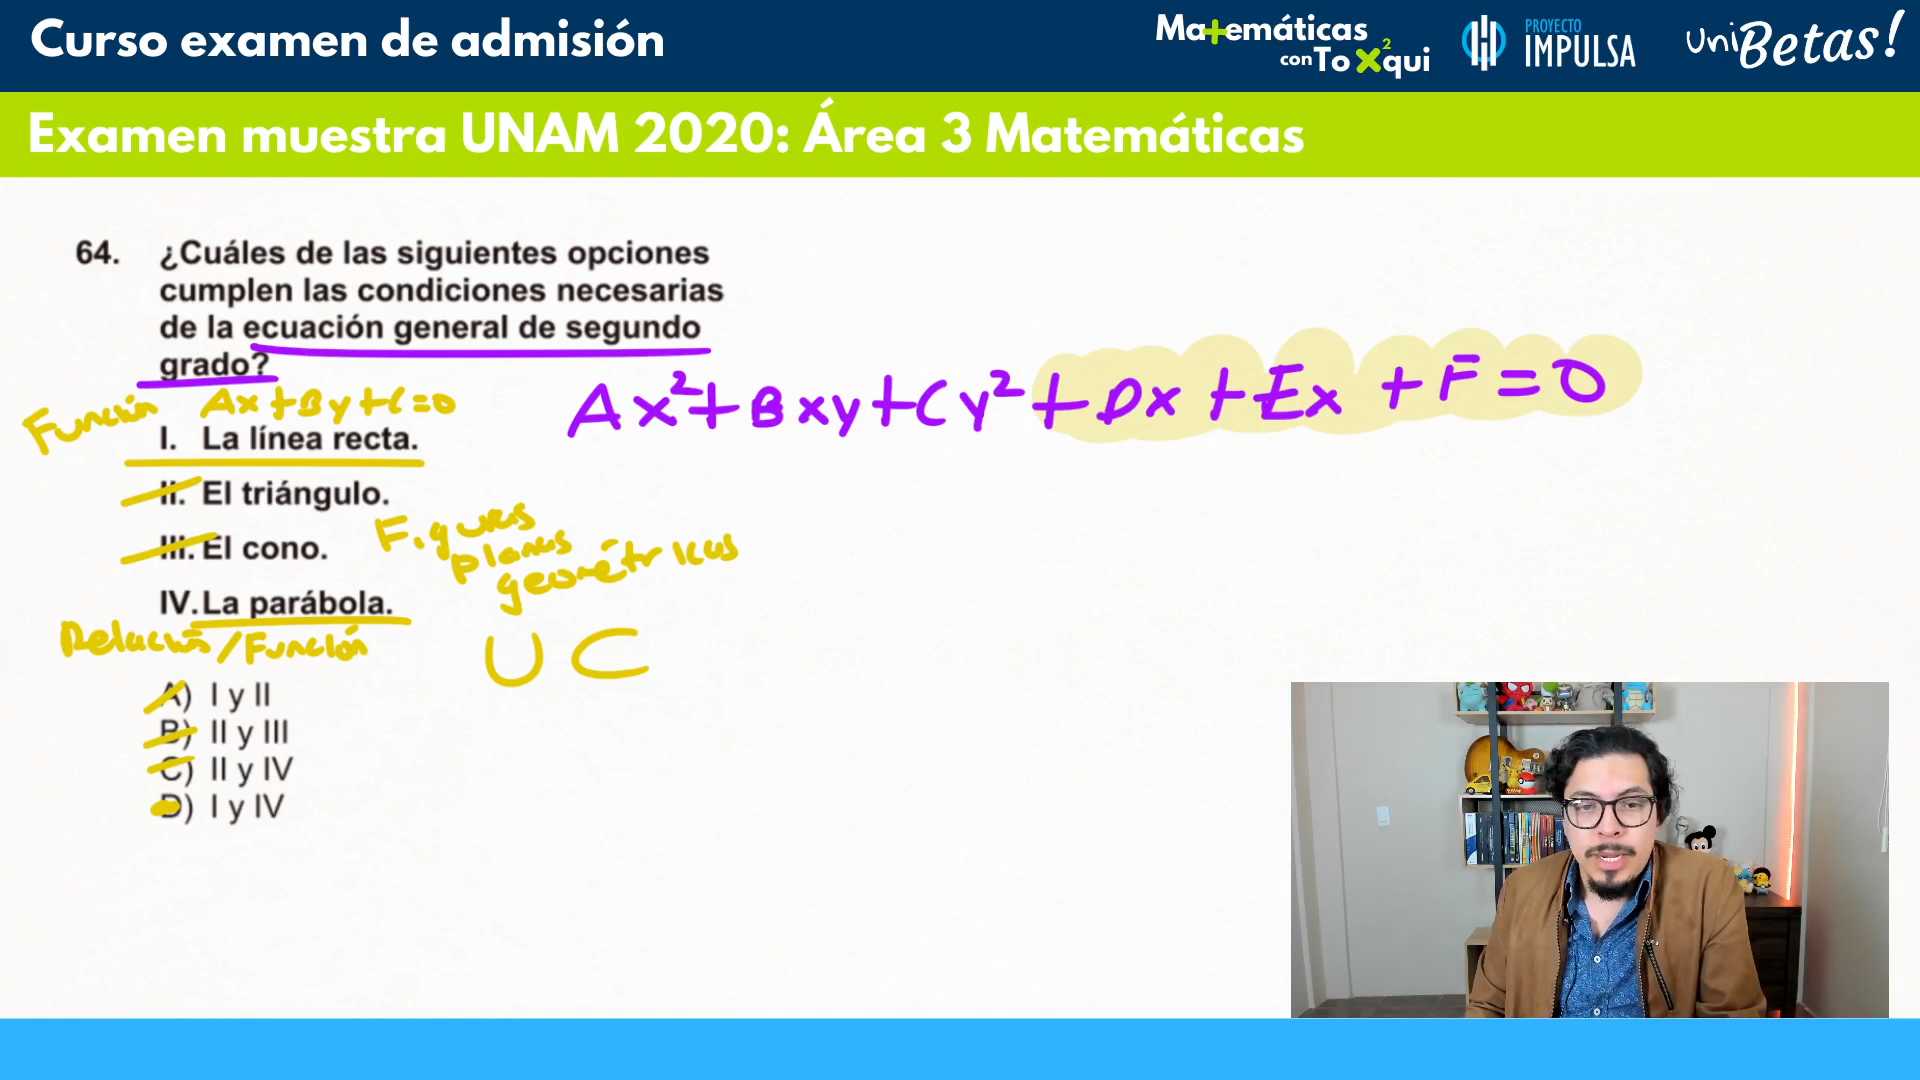 Curso examen de admisión
Matemáticas
con To X²qui
PROYECTO
IMPULSA
uniBetas!
Examen muestra UNAM 2020: Área 3 Matemáticas
64. ¿Cuáles de las siguientes opciones
cumplen las condiciones necesarias
de la ecuación general de segundo
grado?
Ax²+Bxy+Cy²+Dx+Ex+F=0
Función Ax+By+C=0
I. La línea recta.
II. El triángulo.
III. El cono.
Figuras
planas
geométricas
IV. La parábola.
Relación/Función
U C
A) I y II
B) II y III
C) II y IV
D) I y IV